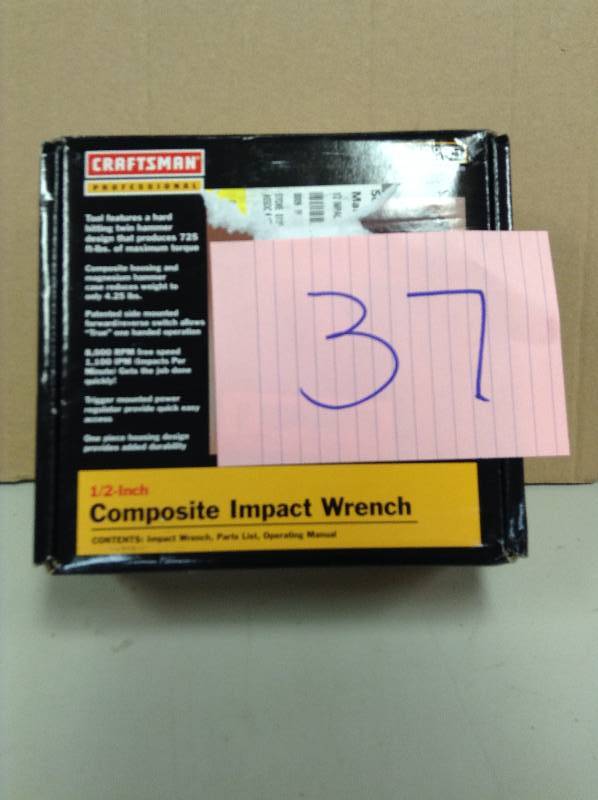 CRAFTSMAN
PROFESSIONAL
Tool features a hard
hitting twin hammer
design that produces 725
ft-lbs. of maximum torque
Composite housing and
magnesium hammer
case reduces weight to
only 4.25 lbs.
Patented side mounted
forward/reverse switch allows
"True" one handed operation
8,000 RPM free speed
1,100 IPM (Impacts Per
Minute) Gets the job done
quickly!
Trigger mounted power
regulator provide quick easy
access
One piece housing design
provides added durability
37
1/2-Inch
Composite Impact Wrench
CONTENTS: Impact Wrench, Parts List, Operating Manual